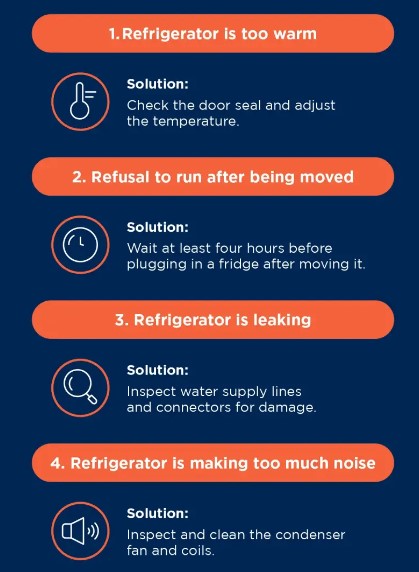 1. Refrigerator is too warm
Solution:
Check the door seal and adjust
the temperature.
2. Refusal to run after being moved
Solution:
Wait at least four hours before
plugging in a fridge after moving it.
3. Refrigerator is leaking
Solution:
Inspect water supply lines
and connectors for damage.
4. Refrigerator is making too much noise
Solution:
Inspect and clean the condenser
fan and coils.